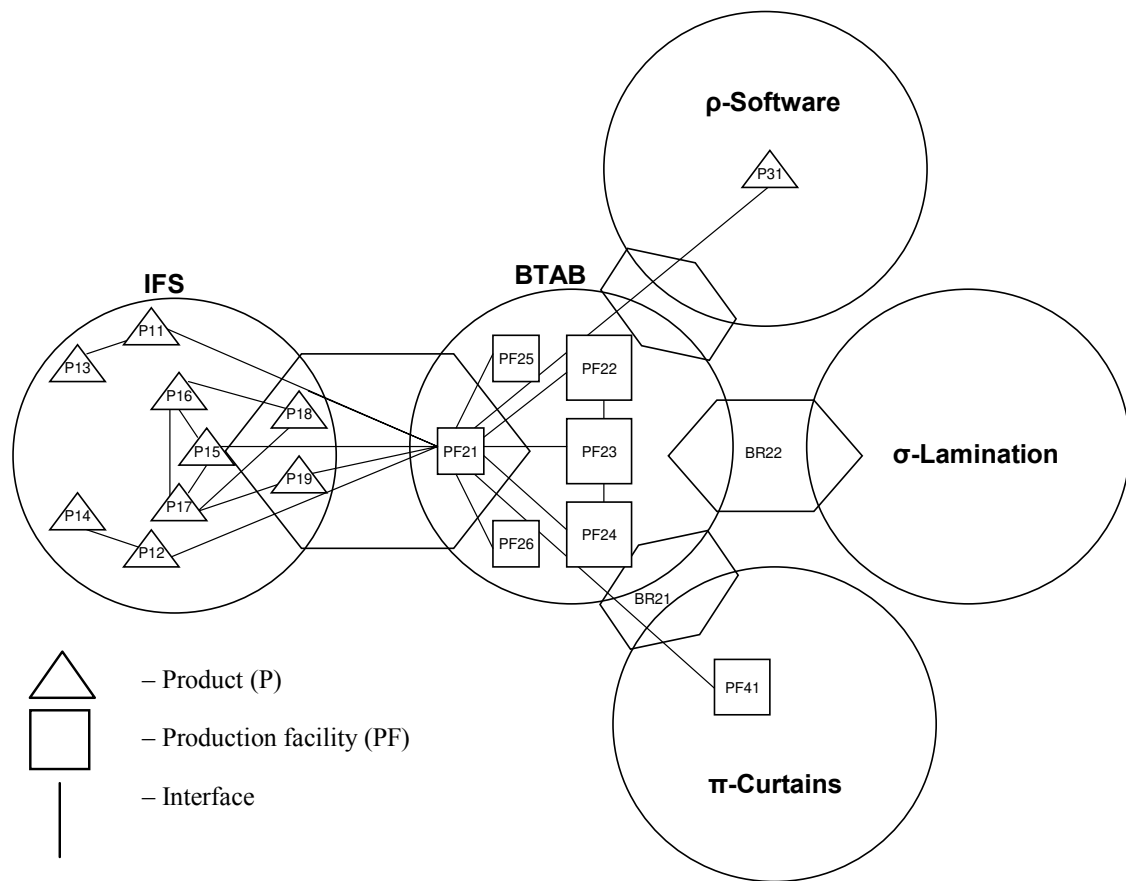 ρ-Software
P31
IFS
BTAB
P11
P13
PF25
PF22
P16
P18
P15
PF21
PF23
BR22
σ-Lamination
P19
P17
P14
P12
PF26
PF24
BR21
PF41
– Product (P)
– Production facility (PF)
π-Curtains
– Interface